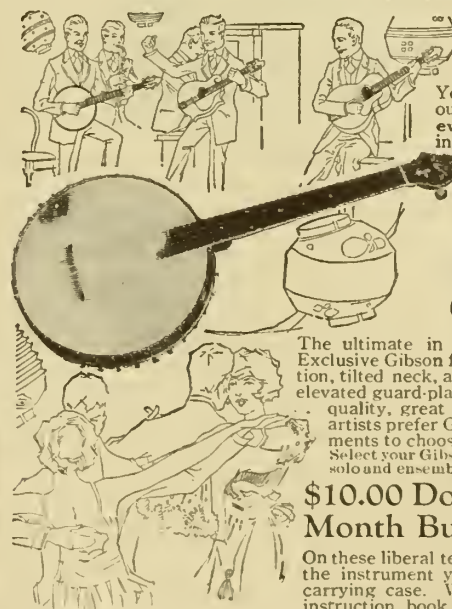 Yo
ou
ev
in
The ultimate in
Exclusive Gibson f
tion, tilted neck, a
elevated guard-pla
quality, great
artists prefer G
ments to choos
Select your Gibs
solo and ensemb
$10.00 Do
Month Bu
On these liberal te
the instrument y
carrying case. W
instruction book